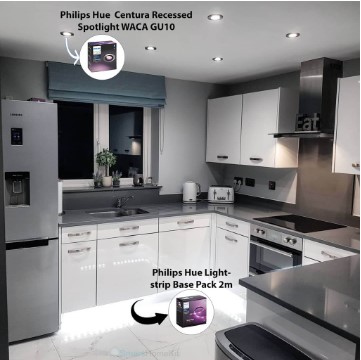 Philips Hue Centura Recessed
Spotlight WACA GU10
Eat
Philips Hue Light-
strip Base Pack 2m